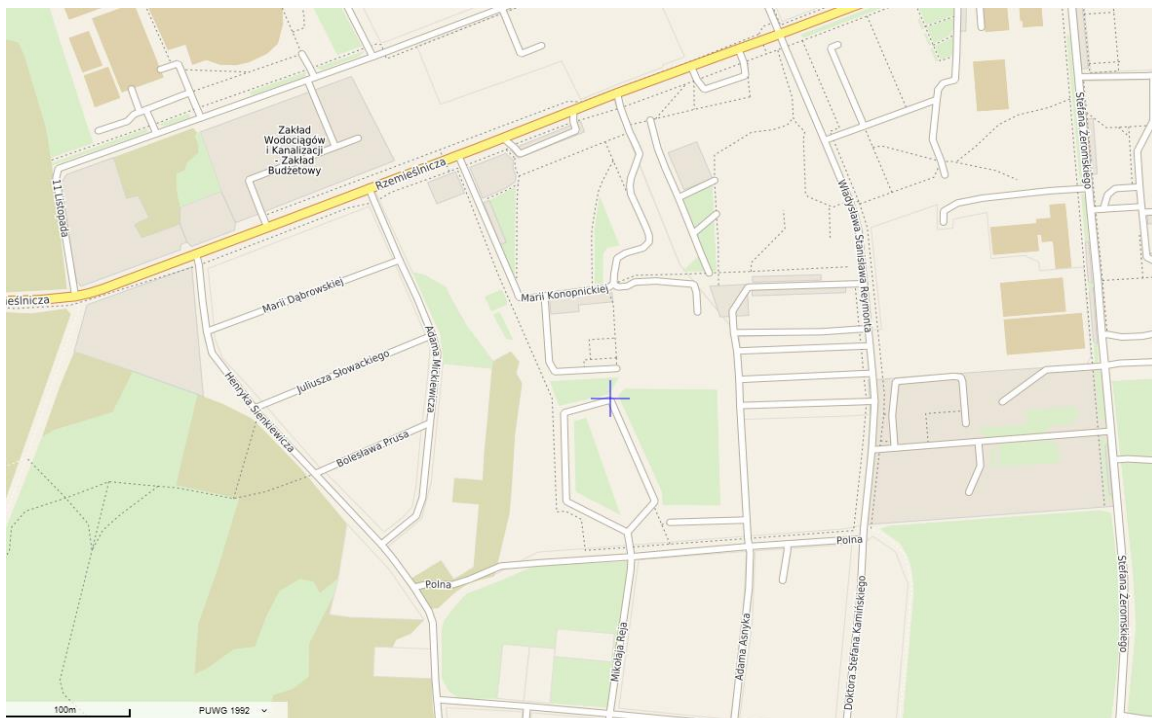 Zakład
Wodociągów
i Kanalizacji
- Zakład
Budżetowy
Rzemieślnicza
11 Listopada
Stefana Żeromskiego
Władysława Stanisława Reymonta
ieślnicza
Marii Dąbrowskiej
Marii Konopnickiej
Adama Mickiewicza
Juliusza Słowackiego
Henryka Sienkiewicza
Bolesława Prusa
Polna
Polna
Mikołaja Reja
Adama Asnyka
Doktora Stefana Kamińskiego
Stefana Żeromskiego
100m
PUWG 1992